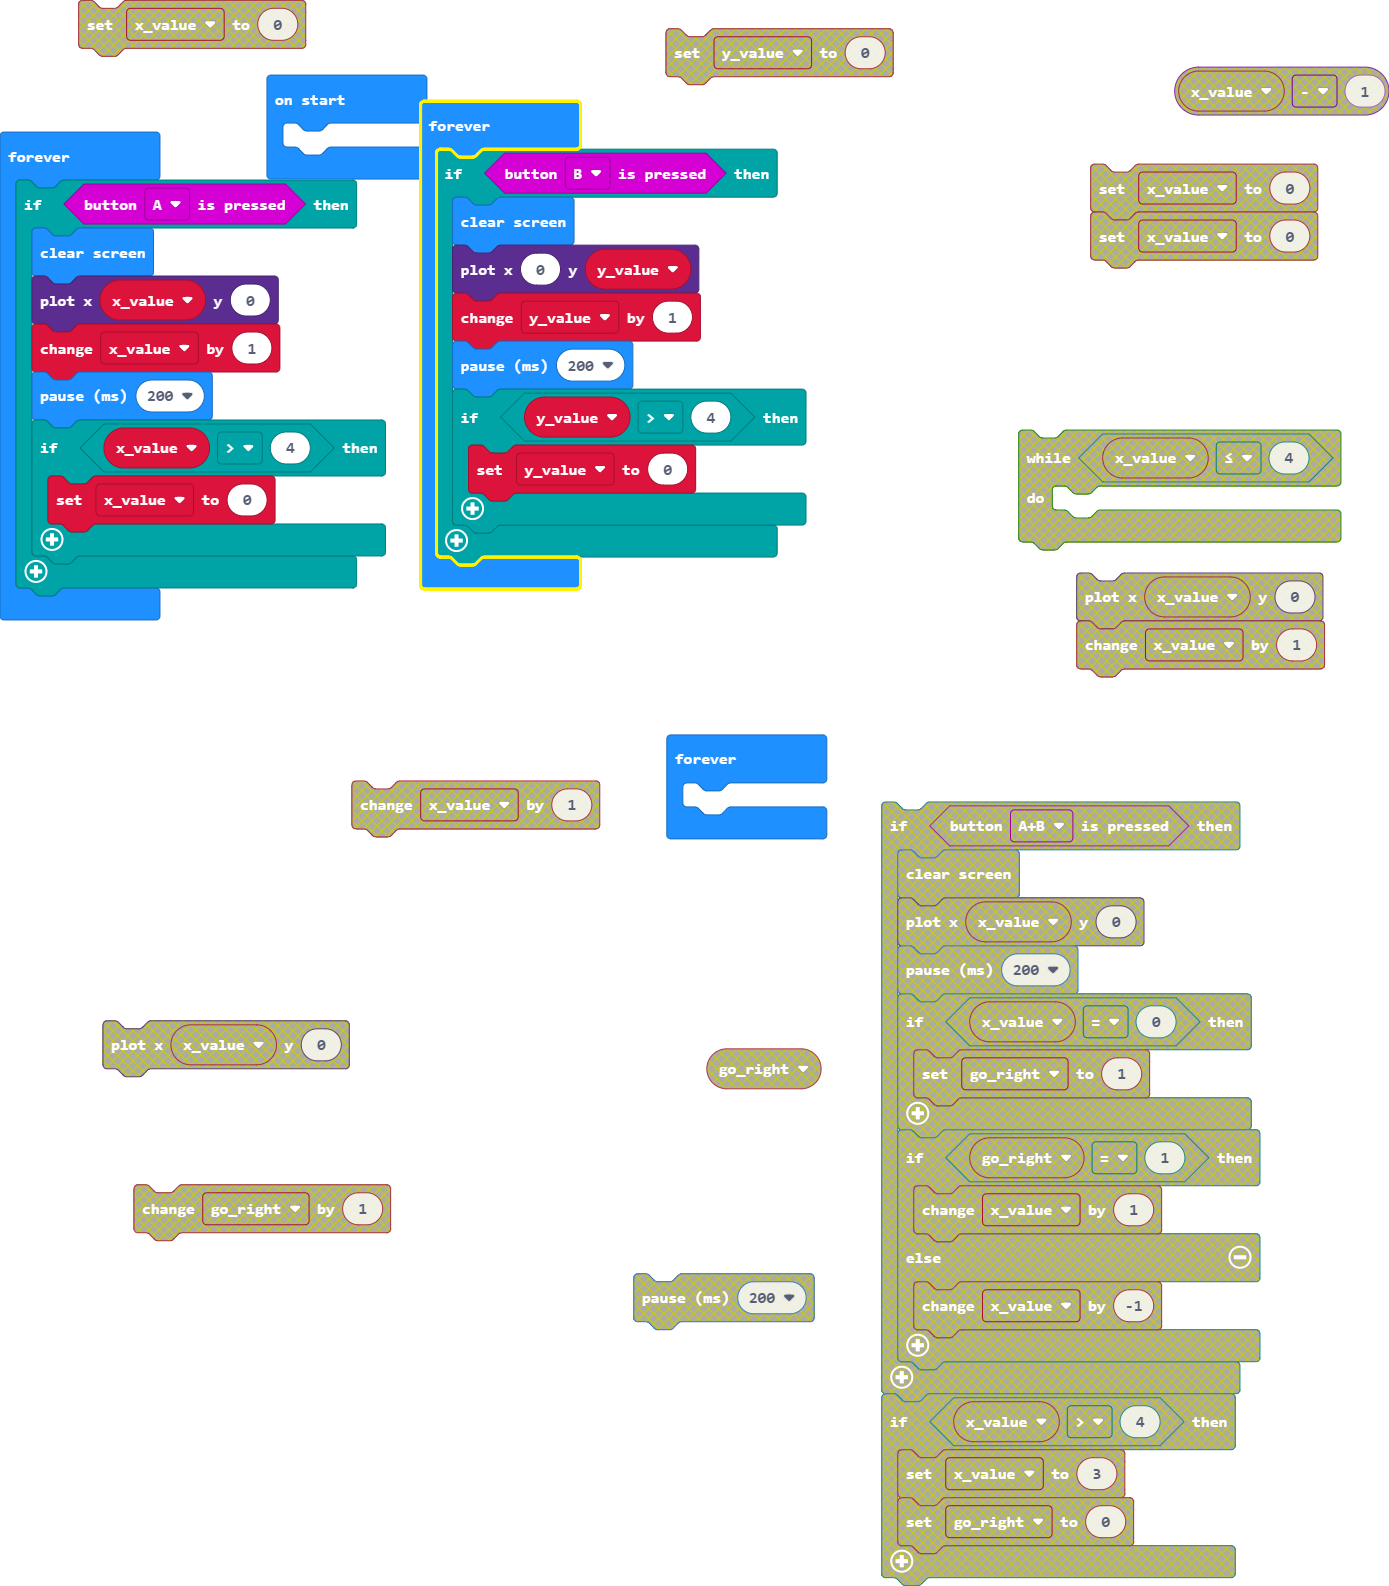 set x_value to 0
set y_value to 0
x_value - 1
on start
forever
if button A is pressed then
clear screen
plot x x_value y 0
change x_value by 1
pause (ms) 200
if x_value > 4 then
set x_value to 0
forever
if button B is pressed then
clear screen
plot x 0 y y_value
change y_value by 1
pause (ms) 200
if y_value > 4 then
set y_value to 0
set x_value to 0
set x_value to 0
while x_value ≤ 4
do
plot x x_value y 0
change x_value by 1
forever
change x_value by 1
if button A+B is pressed then
clear screen
plot x x_value y 0
pause (ms) 200
if x_value = 0 then
set go_right to 1
if go_right = 1 then
change x_value by 1
else
change x_value by -1
if x_value > 4 then
set x_value to 3
set go_right to 0
plot x x_value y 0
go_right
change go_right by 1
pause (ms) 200